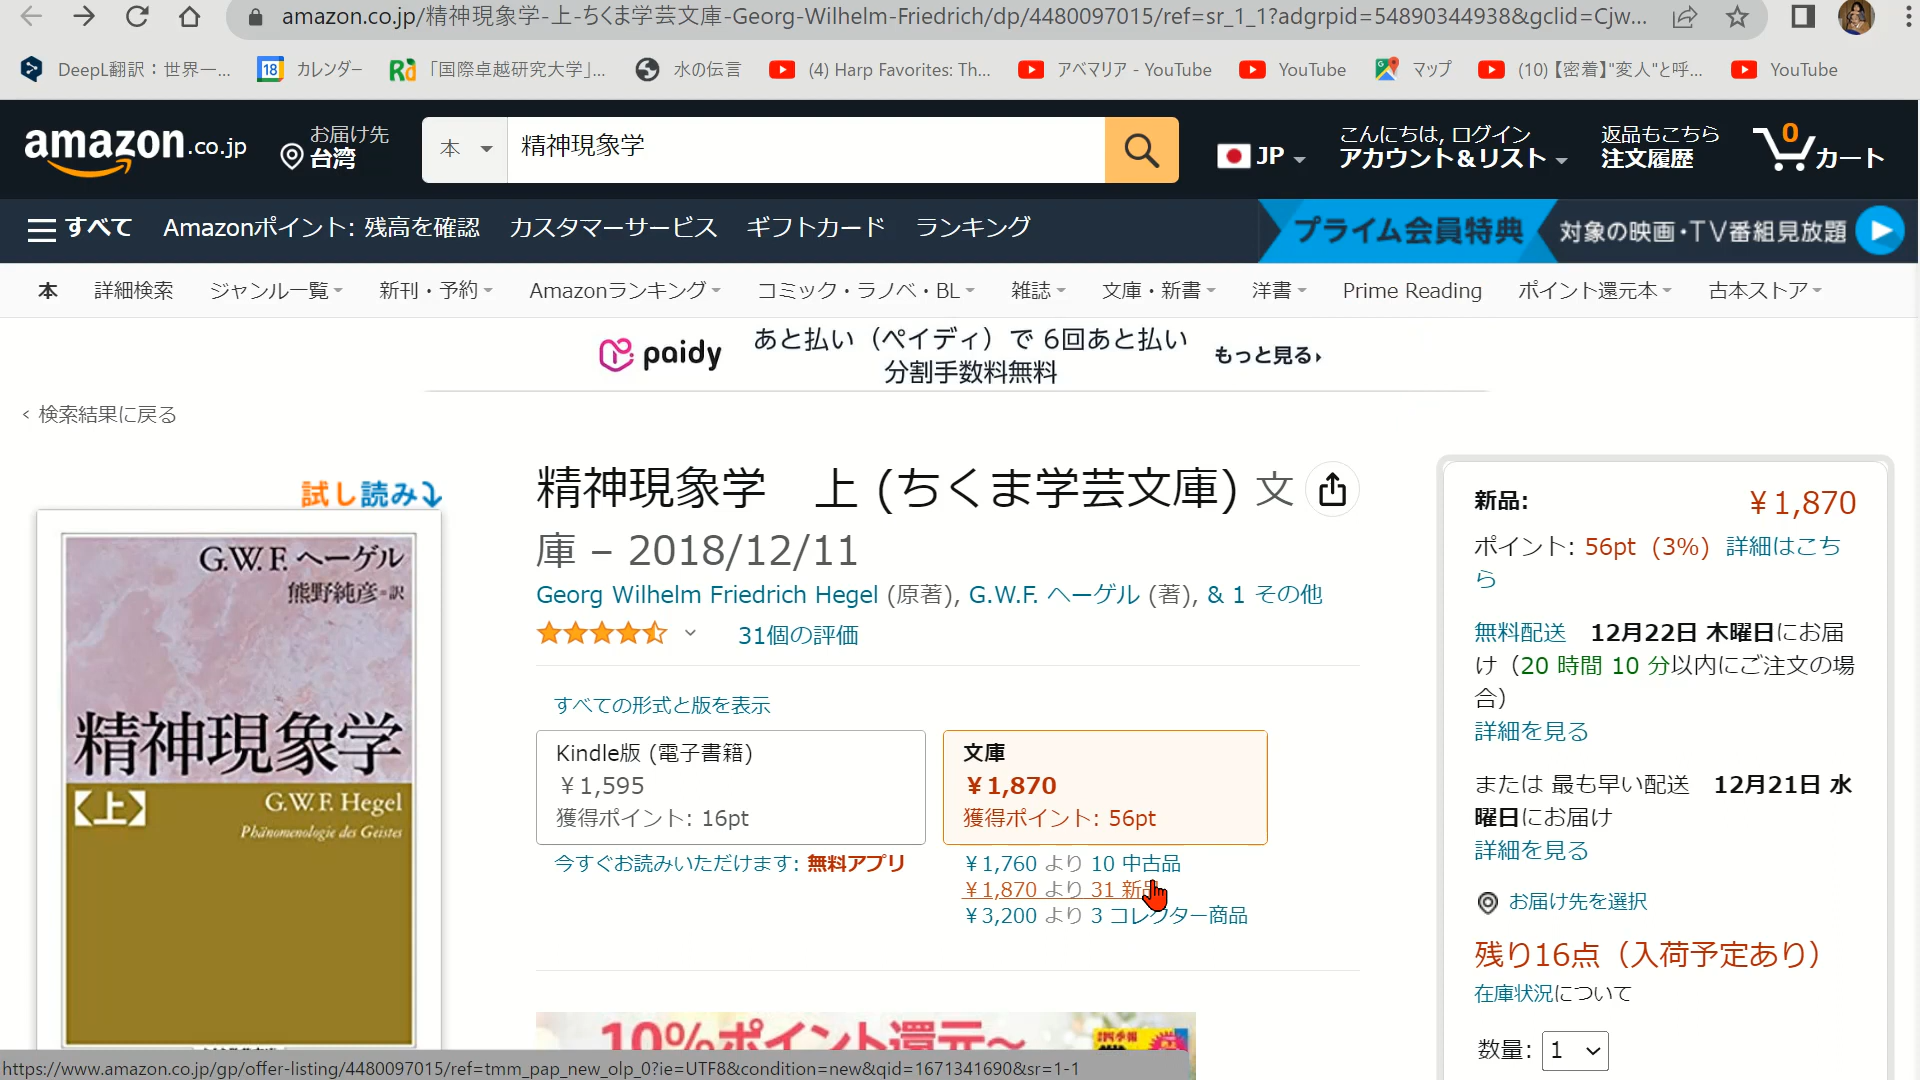 amazon.co.jp/精神現象学-上-ちくま学芸文庫-Georg-Wilhelm-Friedrich/dp/4480097015/ref=sr_1_1?adgrpid=54890344938&gclid=Cjw...
DeepL翻訳：世界一...
18 カレンダー
「国際卓越研究大学」...
水の伝言
(4) Harp Favorites: Th...
アベマリア - YouTube
YouTube
マップ
(10)【密着】"変人"と呼...
YouTube
amazon.co.jp
お届け先
台湾
本
精神現象学
JP
こんにちは, ログイン
アカウント＆リスト
返品もこちら
注文履歴
0
カート
すべて Amazonポイント: 残高を確認 カスタマーサービス ギフトカード ランキング
プライム会員特典 対象の映画・TV番組見放題
本 詳細検索 ジャンル一覧 新刊・予約 Amazonランキング コミック・ラノベ・BL 雑誌 文庫・新書 洋書 Prime Reading ポイント還元本 古本ストア
paidy
あと払い（ペイディ）で 6回あと払い
分割手数料無料
もっと見る
‹ 検索結果に戻る
試し読み
G.W.F. ヘーゲル
熊野純彦=訳
精神現象学
【上】
G.W.F. Hegel
Phänomenologie des Geistes
精神現象学　上 (ちくま学芸文庫) 文
庫 – 2018/12/11
Georg Wilhelm Friedrich Hegel (原著), G.W.F. ヘーゲル (著), & 1 その他
31個の評価
すべての形式と版を表示
Kindle版 (電子書籍)
￥1,595
獲得ポイント: 16pt
今すぐお読みいただけます: 無料アプリ
文庫
￥1,870
獲得ポイント: 56pt
￥1,760 より 10 中古品
￥1,870 より 31 新品
￥3,200 より 3 コレクター商品
10%ポイント還元～
新品:
￥1,870
ポイント: 56pt (3%) 詳細はこち
ら
無料配送 12月22日 木曜日にお届
け（20 時間 10 分以内にご注文の場
合）
詳細を見る
または 最も早い配送 12月21日 水
曜日にお届け
詳細を見る
お届け先を選択
残り16点（入荷予定あり）
在庫状況について
数量: 1
https://www.amazon.co.jp/gp/offer-listing/4480097015/ref=tmm_pap_new_olp_0?ie=UTF8&condition=new&qid=1671341690&sr=1-1